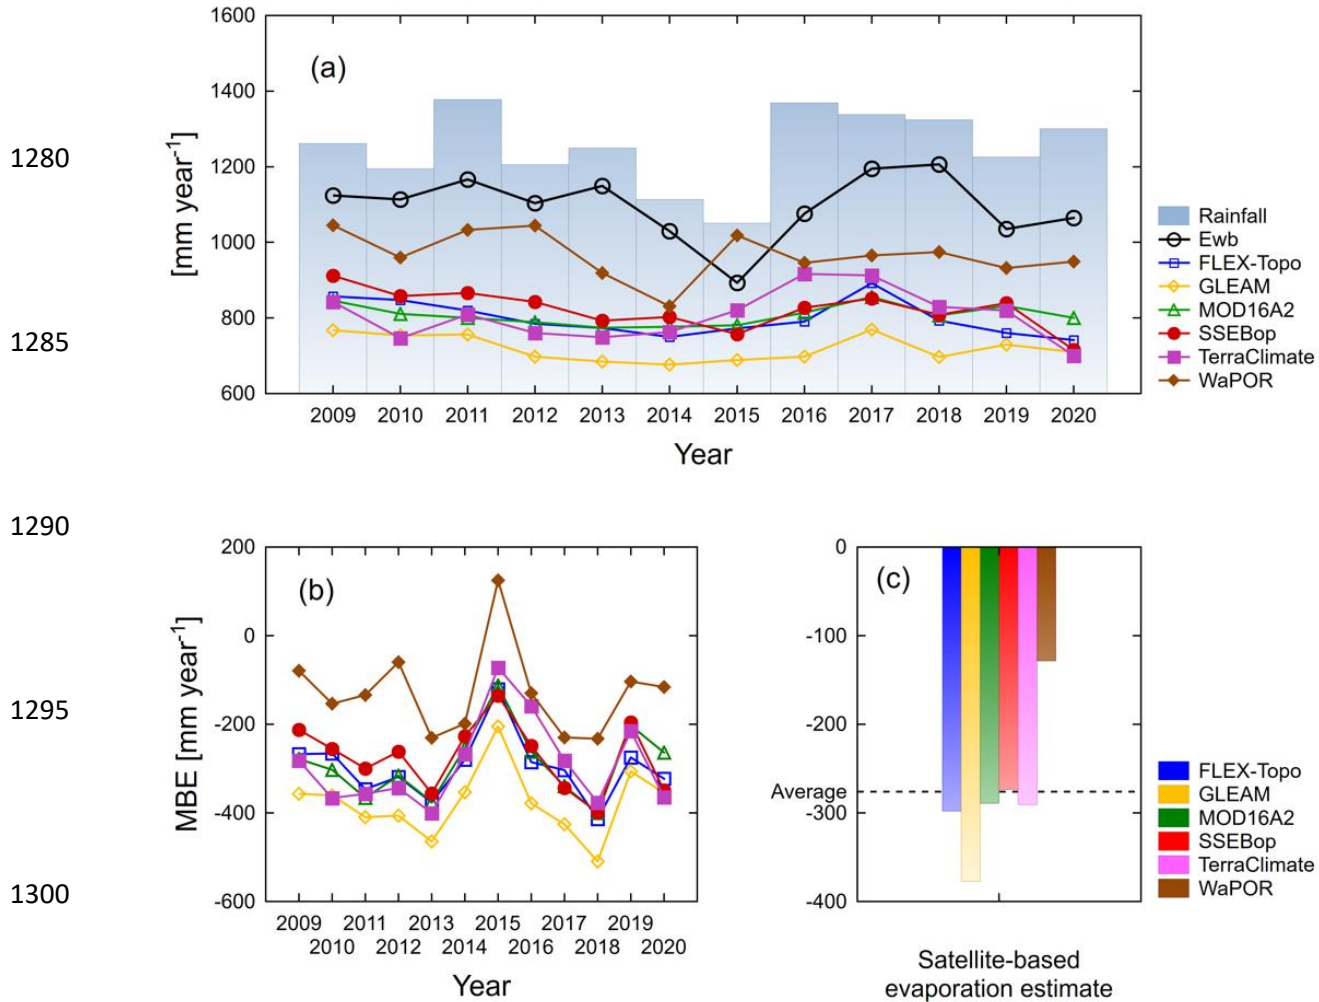 1600
1400
1200
1000
800
600
[mm year-1]
(a)
2009 2010 2011 2012 2013 2014 2015 2016 2017 2018 2019 2020
Year
Rainfall
Ewb
FLEX-Topo
GLEAM
MOD16A2
SSEBop
TerraClimate
WaPOR
1280
1285
1290
1295
1300
200
0
-200
-400
-600
MBE [mm year-1]
(b)
2009 2011 2013 2015 2017 2019
2010 2012 2014 2016 2018 2020
Year
0
-100
-200
Average
-300
-400
(c)
Satellite-based
evaporation estimate
FLEX-Topo
GLEAM
MOD16A2
SSEBop
TerraClimate
WaPOR